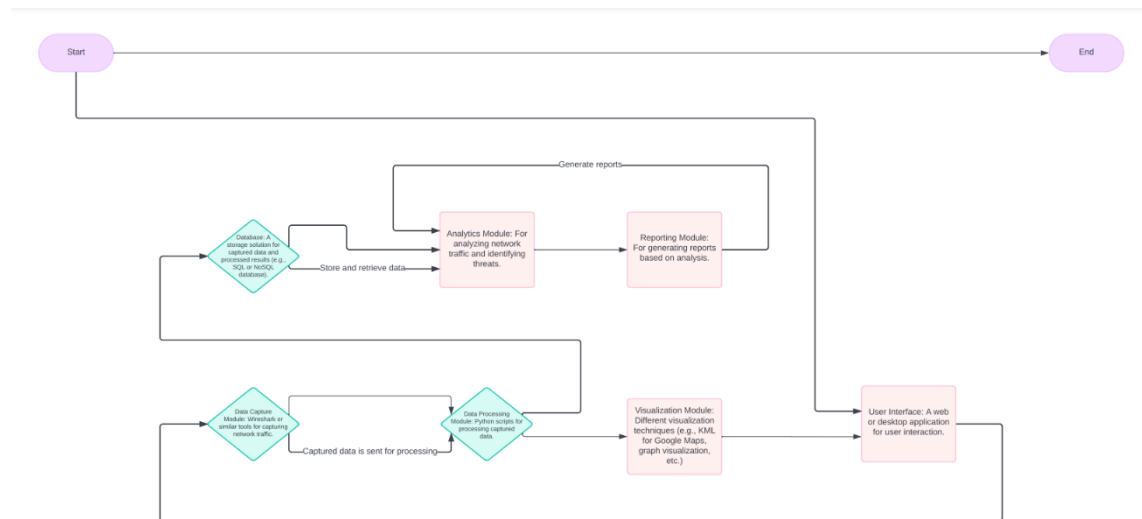 Start
End
Generate reports
Database: A
storage solution for
captured data and
processed results (e.g.,
SQL or NoSQL
database).
Store and retrieve data
Analytics Module: For
analyzing network
traffic and identifying
threats.
Reporting Module:
For generating reports
based on analysis.
Data Capture
Module: Wireshark or
similar tools for capturing
network traffic.
Captured data is sent for processing
Data Processing
Module: Python scripts for
processing captured
data.
Visualization Module:
Different visualization
techniques (e.g., KML
for Google Maps,
graph visualization,
etc.)
User Interface: A web
or desktop application
for user interaction.